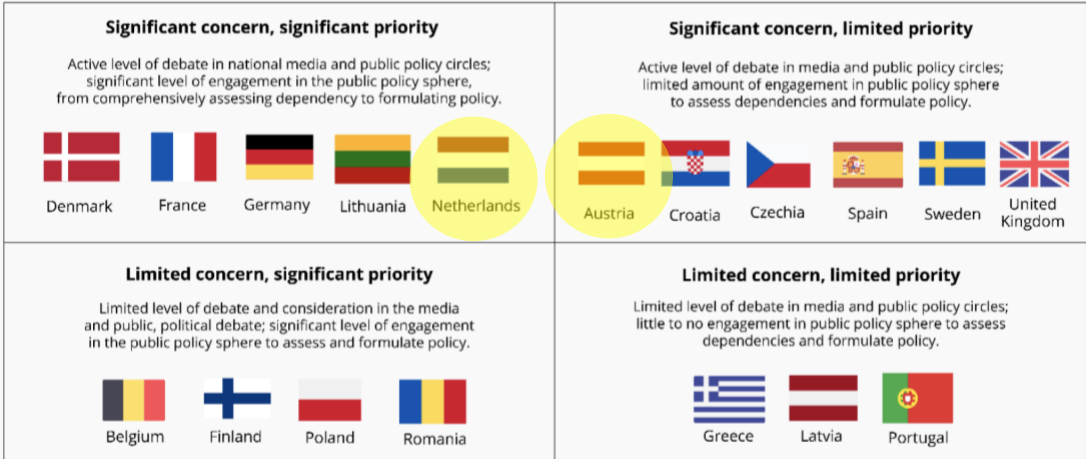 Significant concern, significant priority
Active level of debate in national media and public policy circles;
significant level of engagement in the public policy sphere,
from comprehensively assessing dependency to formulating policy.
Denmark
France
Germany
Lithuania
Netherlands
Significant concern, limited priority
Active level of debate in media and public policy circles;
limited amount of engagement in public policy sphere
to assess dependencies and formulate policy.
Austria
Croatia
Czechia
Spain
Sweden
United
Kingdom
Limited concern, significant priority
Limited level of debate and consideration in the media
and public, political debate; significant level of engagement
in the public policy sphere to assess and formulate policy.
Belgium
Finland
Poland
Romania
Limited concern, limited priority
Limited level of debate in media and public policy circles;
little to no engagement in public policy sphere to assess
dependencies and formulate policy.
Greece
Latvia
Portugal